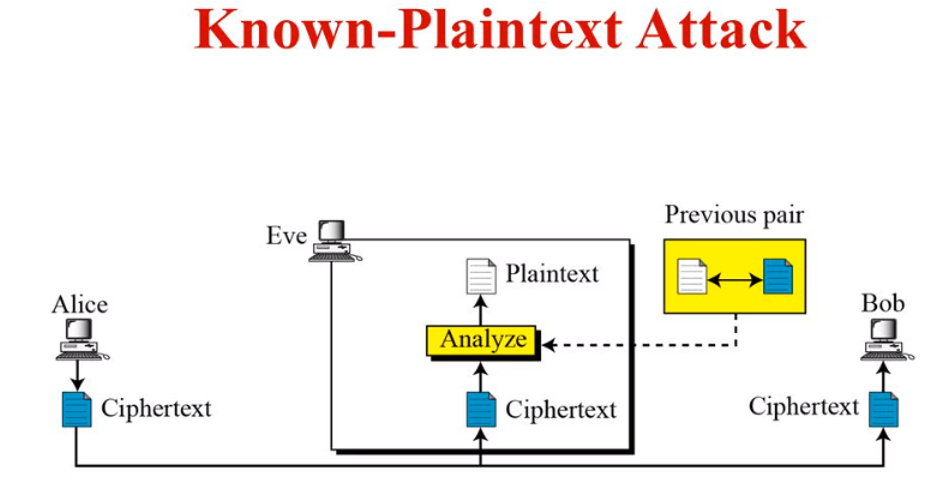 Known-Plaintext Attack
Previous pair
Eve
Plaintext
Alice
Bob
Analyze
Ciphertext
Ciphertext
Ciphertext